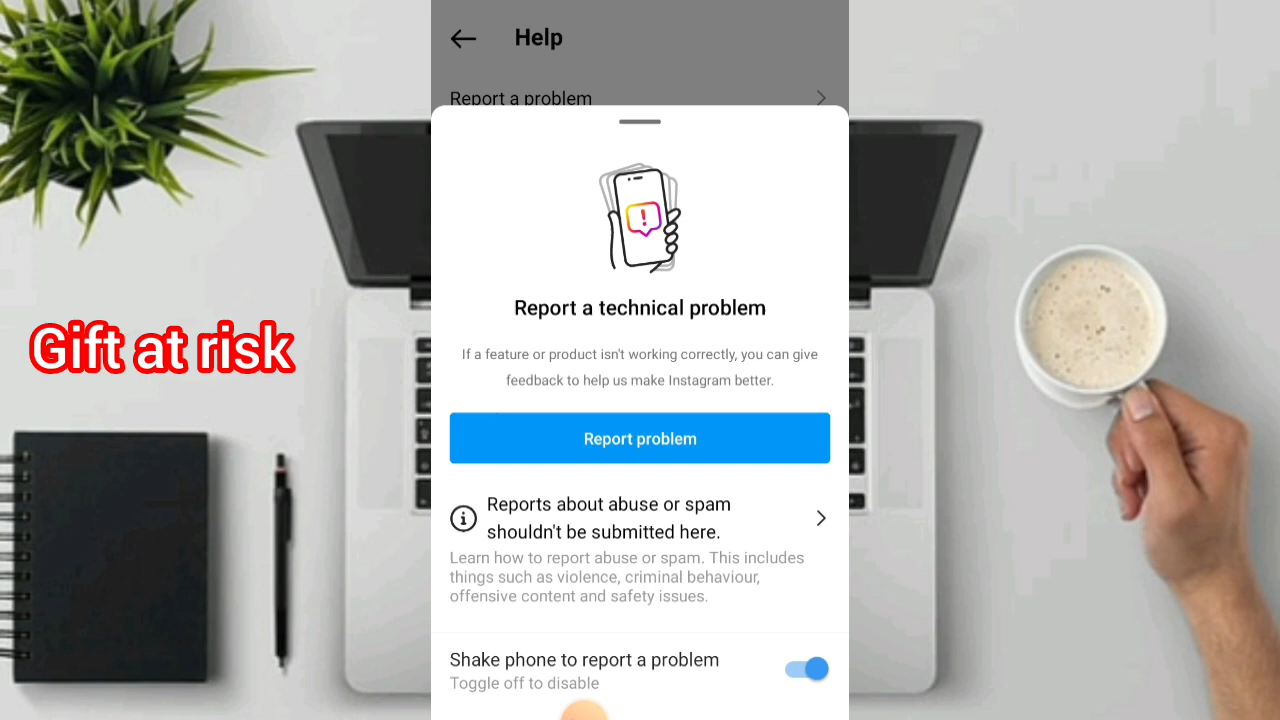 Help
Report a problem
Report a technical problem
If a feature or product isn't working correctly, you can give
feedback to help us make Instagram better.
Report problem
Reports about abuse or spam
shouldn't be submitted here.
Learn how to report abuse or spam. This includes
things such as violence, criminal behaviour,
offensive content and safety issues.
Shake phone to report a problem
Toggle off to disable
Gift at risk